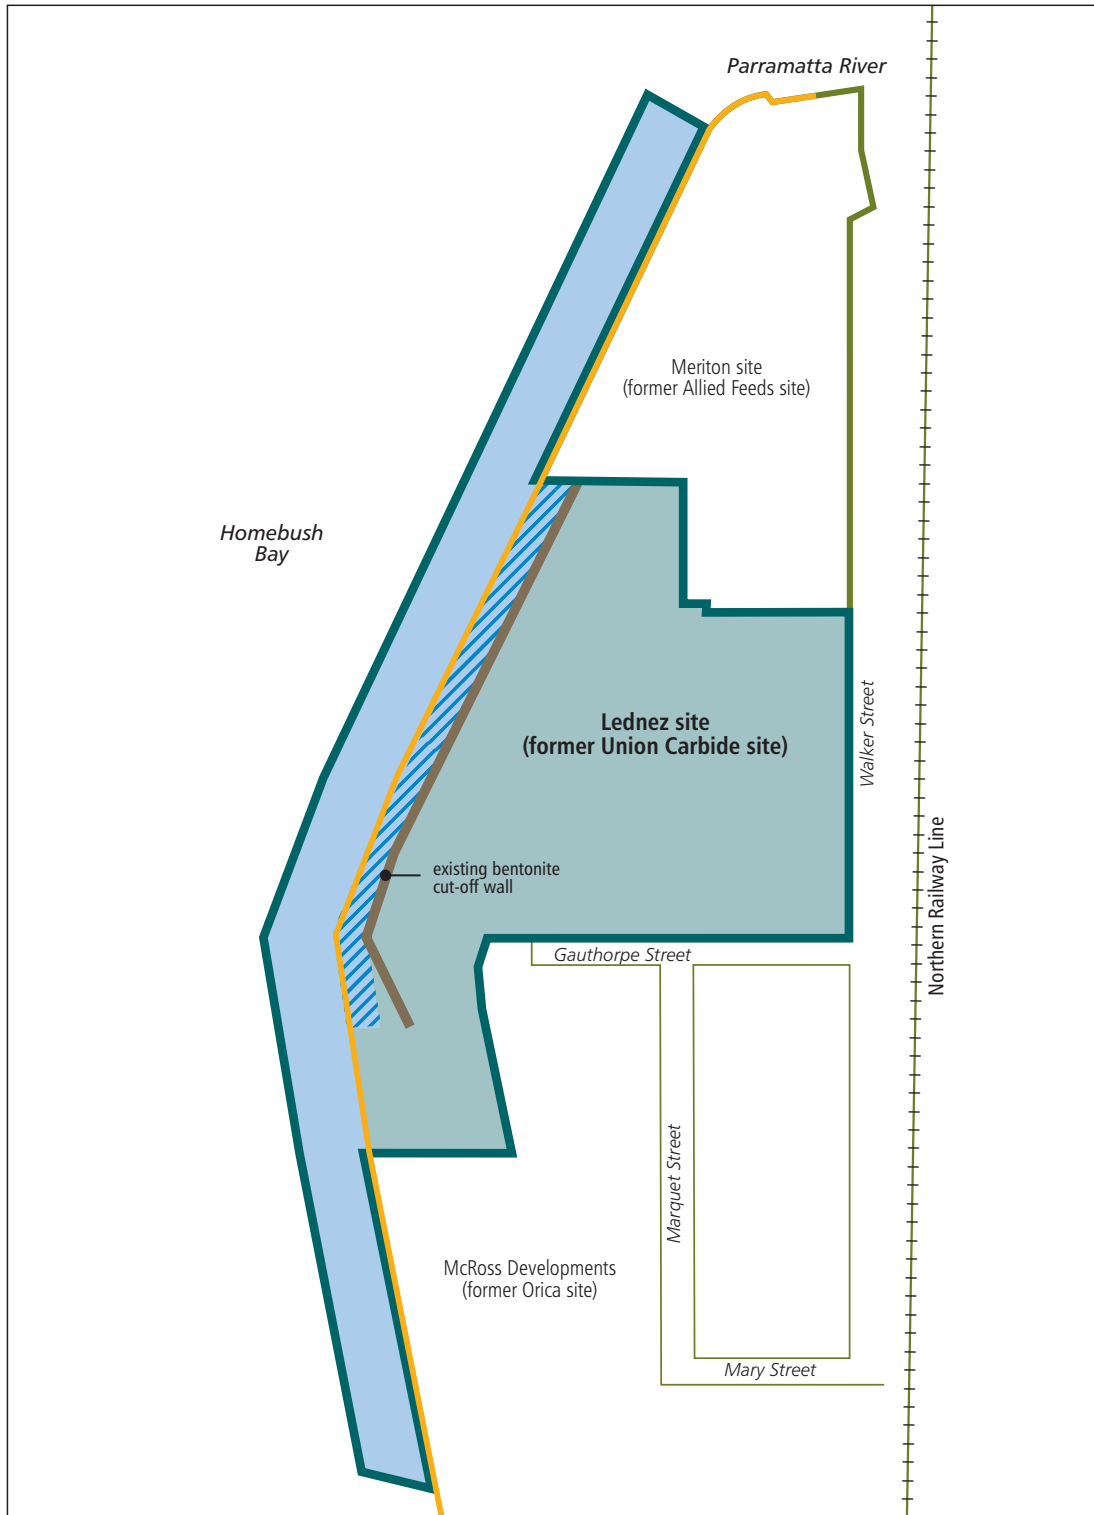 Parramatta River
Meriton site
(former Allied Feeds site)
Homebush
Bay
Lednez site
(former Union Carbide site)
Walker Street
existing bentonite
cut-off wall
Northern Railway Line
Gauthorpe Street
Marquet Street
McRoss Developments
(former Orica site)
Mary Street